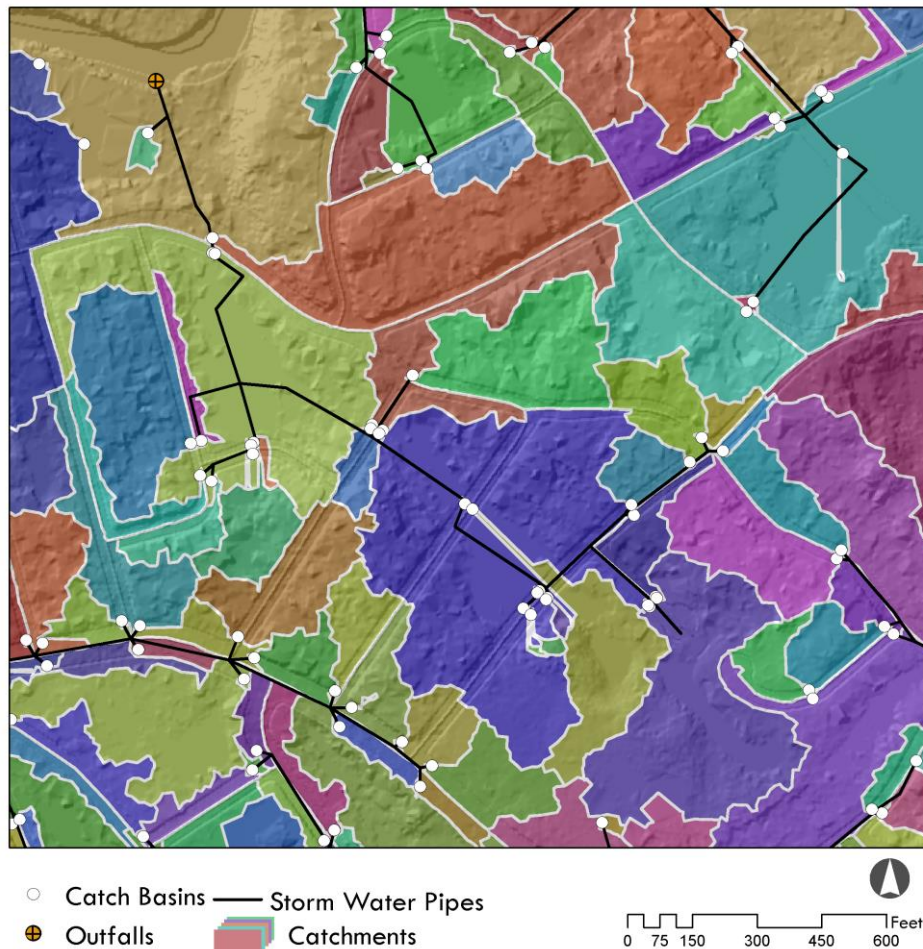 Catch Basins
Storm Water Pipes
Outfalls
Catchments
Feet
0 75 150 300 450 600